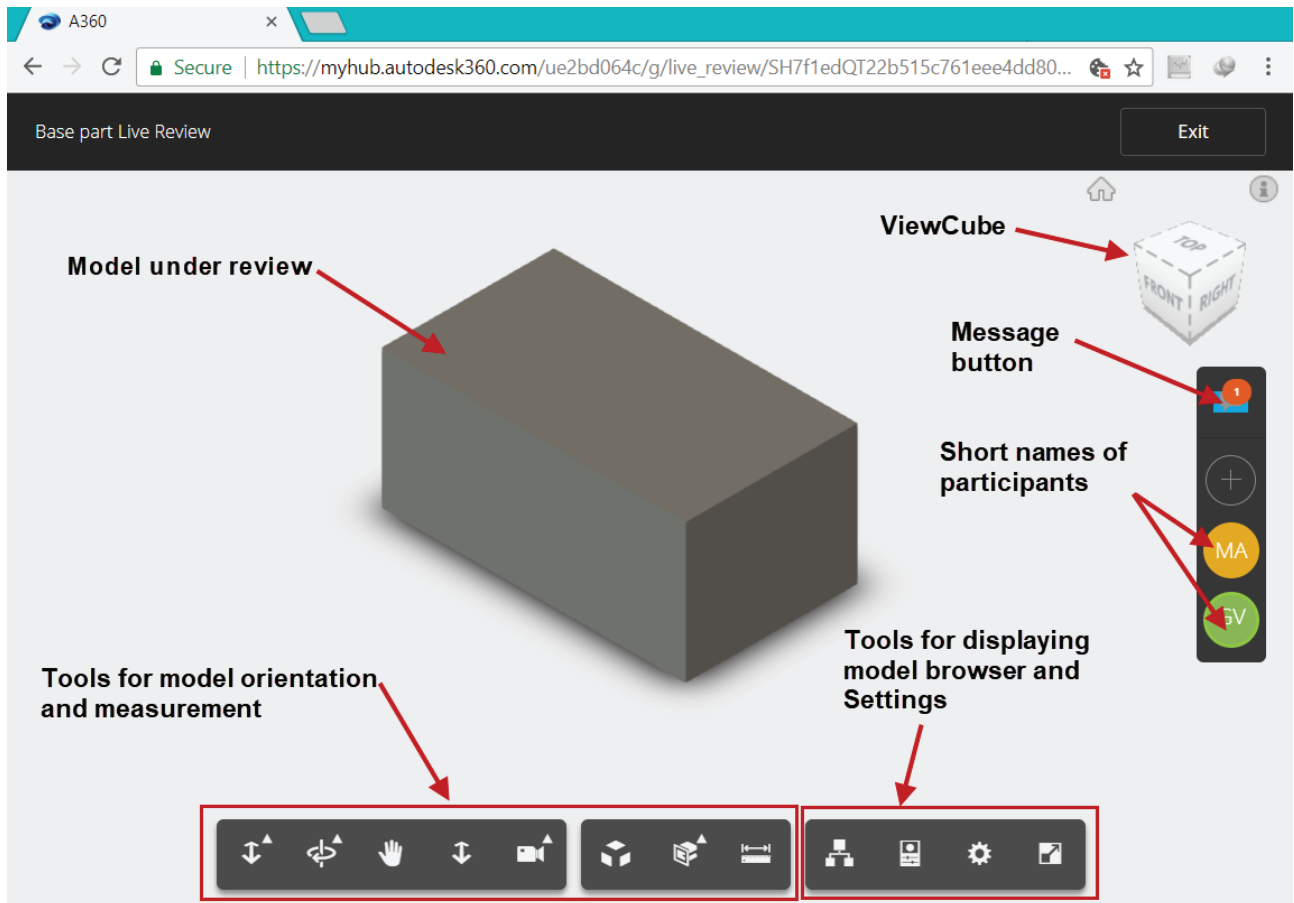 A360
Secure | https://myhub.autodesk360.com/ue2bd064c/g/live_review/SH7f1edQT22b515c761eee4dd80...
Base part Live Review
Exit
ViewCube
TOP
FRONT
RIGHT
Model under review
Message
button
1
Short names of
participants
MA
GV
Tools for displaying
model browser and
Settings
Tools for model orientation
and measurement